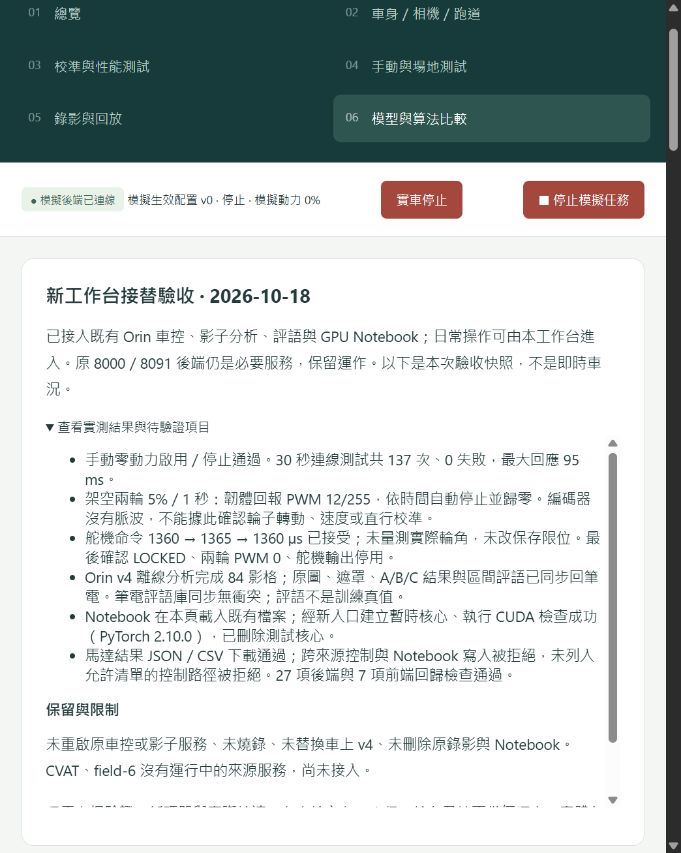 01 總覽
02 車身 / 相機 / 跑道
03 校準與性能測試
04 手動與場地測試
05 錄影與回放
06 模型與算法比較
● 模擬後端已連線 模擬生效配置 v0 · 停止 · 模擬動力 0%
實車停止
■ 停止模擬任務
新工作台接替驗收 · 2026-10-18
已接入既有 Orin 車控、影子分析、評語與 GPU Notebook；日常操作可由本工作台進
入。原 8000 / 8091 後端仍是必要服務，保留運作。以下是本次驗收快照，不是即時車
況。
▼ 查看實測結果與待驗證項目
• 手動零動力啟用 / 停止通過。30 秒連線測試共 137 次、0 失敗，最大回應 95
ms。
• 架空兩輪 5% / 1 秒：韌體回報 PWM 12/255，依時間自動停止並歸零。編碼器
沒有脈波，不能據此確認輪子轉動、速度或直行校準。
• 舵機命令 1360 → 1365 → 1360 µs 已接受；未量測實際輪角，未改保存限位。最
後確認 LOCKED、兩輪 PWM 0、舵機輸出停用。
• Orin v4 離線分析完成 84 影格；原圖、遮罩、A/B/C 結果與區間評語已同步回筆
電。筆電評語庫同步無衝突；評語不是訓練真值。
• Notebook 在本頁載入既有檔案；經新入口建立暫時核心、執行 CUDA 檢查成功
（PyTorch 2.10.0），已刪除測試核心。
• 馬達結果 JSON / CSV 下載通過；跨來源控制與 Notebook 寫入被拒絕，未列入
允許清單的控制路徑被拒絕。27 項後端與 7 項前端回歸檢查通過。
保留與限制
未重啟原車控或影子服務、未燒錄、未替換車上 v4、未刪除原錄影與 Notebook。
CVAT、field-6 沒有運行中的來源服務，尚未接入。